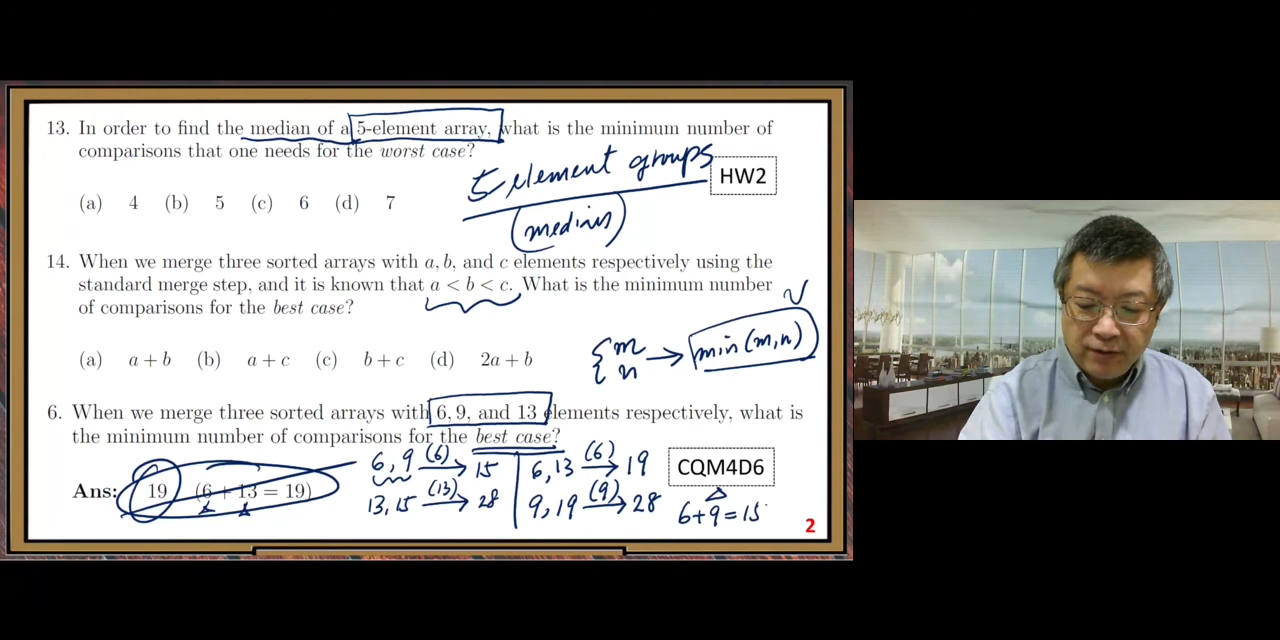 13. In order to find the median of a 5-element array, what is the minimum number of
comparisons that one needs for the worst case?
5 element groups
HW2
(a) 4 (b) 5 (c) 6 (d) 7
medians
14. When we merge three sorted arrays with a, b, and c elements respectively using the
standard merge step, and it is known that a < b < c. What is the minimum number
of comparisons for the best case?
(a) a + b (b) a + c (c) b + c (d) 2a + b
{m n → min(m,n)
6. When we merge three sorted arrays with 6, 9, and 13 elements respectively, what is
the minimum number of comparisons for the best case?
6, 9 (6)→ 15
6, 13 (6)→ 19
CQM4D6
Ans: 19 (6 + 13 = 19)
13, 15 (13)→ 28
9, 19 (9)→ 28
6+9=15
2